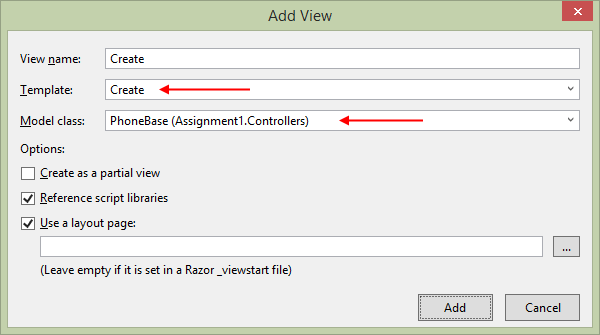 Add View
View name: Create
Template: Create
Model class: PhoneBase (Assignment1.Controllers)
Options:
Create as a partial view
Reference script libraries
Use a layout page:
...
(Leave empty if it is set in a Razor _viewstart file)
Add Cancel